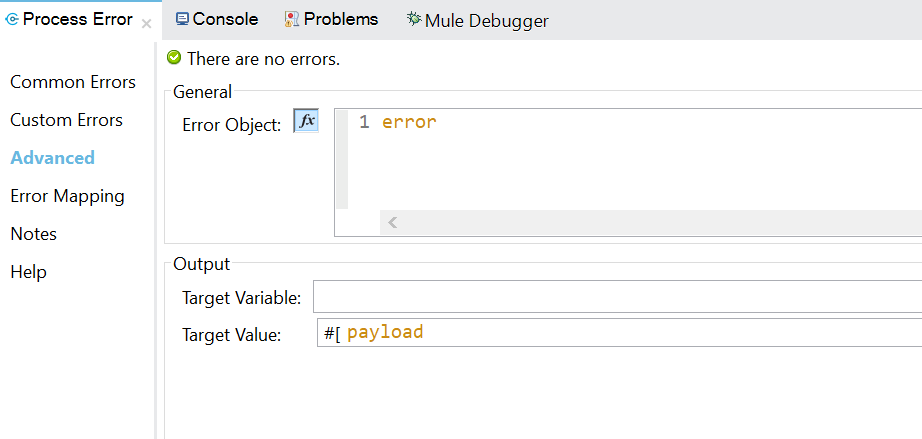 Process Error
Console
Problems
Mule Debugger
Common Errors
Custom Errors
Advanced
Error Mapping
Notes
Help
There are no errors.
General
Error Object:
fx
1 error
Output
Target Variable:
Target Value:
#[ payload